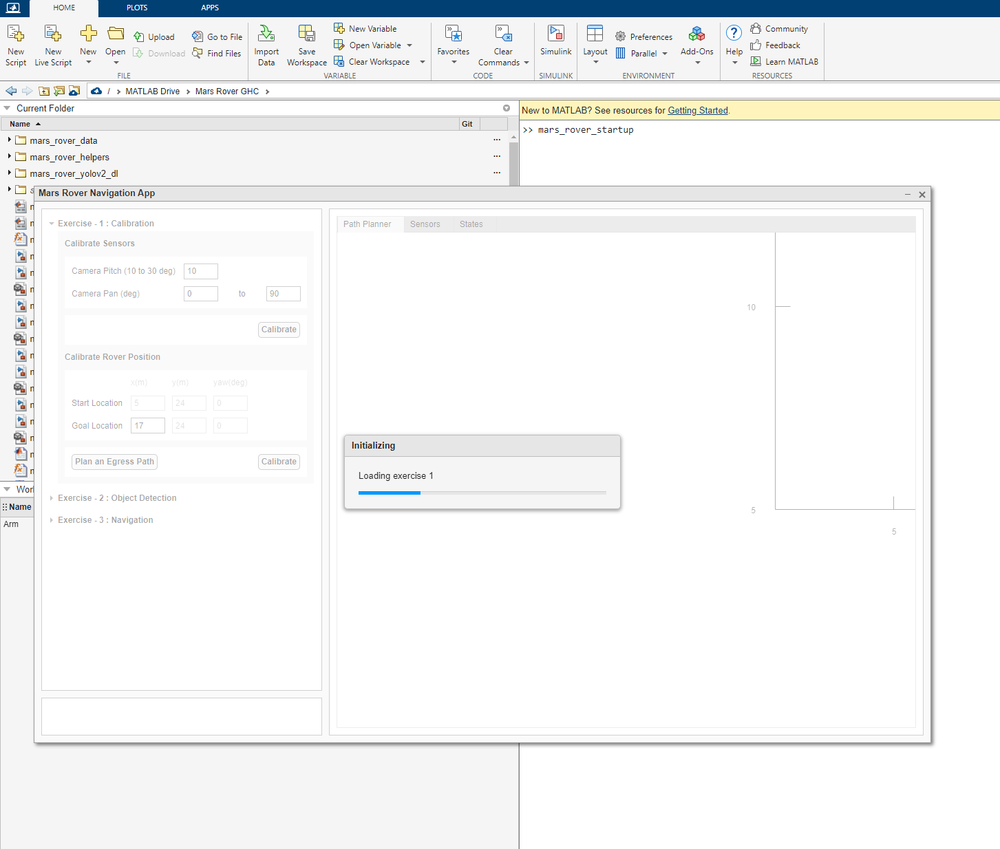 HOME PLOTS APPS
New Script
New Live Script
New
Open
Upload
Download
Go to File
Find Files
FILE
Import Data
Save Workspace
New Variable
Open Variable
Clear Workspace
VARIABLE
Favorites
Clear Commands
CODE
Simulink
SIMULINK
Layout
Preferences
Parallel
Add-Ons
ENVIRONMENT
Help
Community
Feedback
Learn MATLAB
RESOURCES
/ MATLAB Drive Mars Rover GHC
Current Folder
Name Git
mars_rover_data
mars_rover_helpers
mars_rover_yolov2_dl
New to MATLAB? See resources for Getting Started.
>> mars_rover_startup
Mars Rover Navigation App
Exercise - 1 : Calibration
Calibrate Sensors
Camera Pitch (10 to 30 deg) 10
Camera Pan (deg) 0 to 90
Calibrate
Calibrate Rover Position
x(m) y(m) yaw(deg)
Start Location 5 24 0
Goal Location 17 24 0
Plan an Egress Path Calibrate
Exercise - 2 : Object Detection
Exercise - 3 : Navigation
Path Planner Sensors States
10
5
5
Initializing
Loading exercise 1
Name
Arm